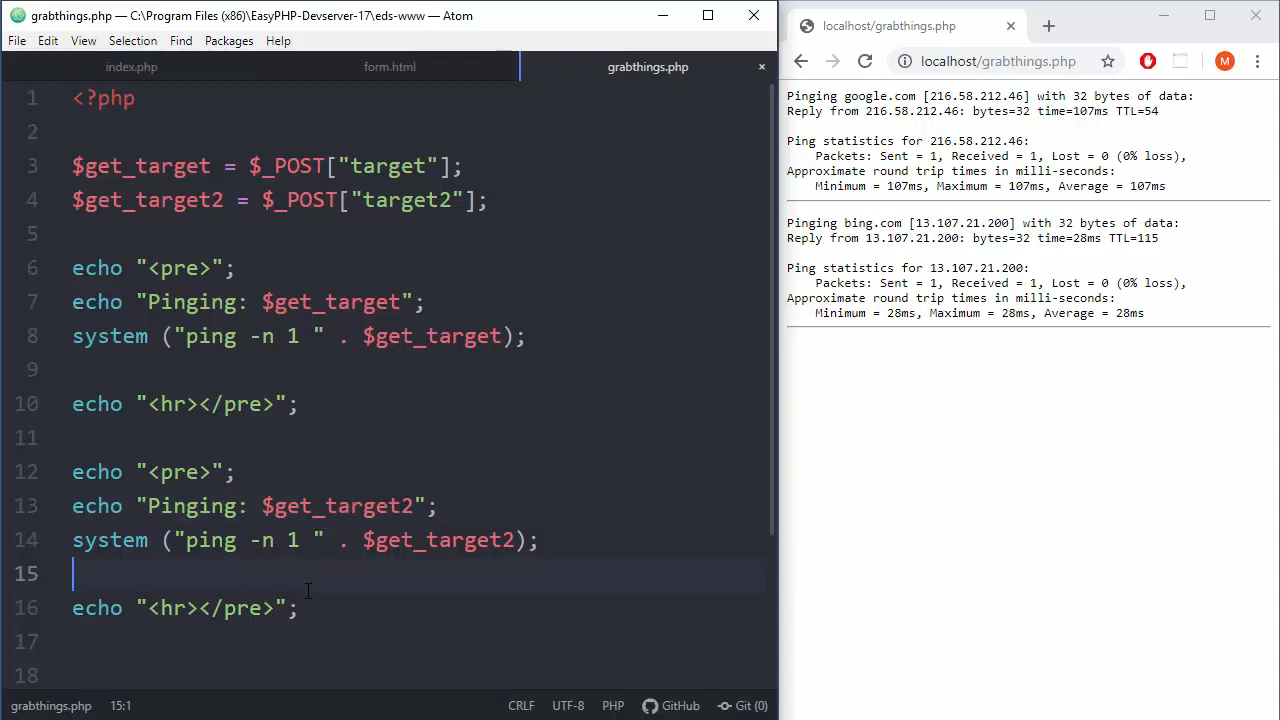 grabthings.php — C:\Program Files (x86)\EasyPHP-Devserver-17\eds-www — Atom
File Edit View Selection Find Packages Help
index.php form.html grabthings.php ×
1 <?php
2
3 $get_target = $_POST["target"];
4 $get_target2 = $_POST["target2"];
5
6 echo "<pre>";
7 echo "Pinging: $get_target";
8 system ("ping -n 1 " . $get_target);
9
10 echo "<hr></pre>";
11
12 echo "<pre>";
13 echo "Pinging: $get_target2";
14 system ("ping -n 1 " . $get_target2);
15
16 echo "<hr></pre>";
17
18
grabthings.php 15:1 CRLF UTF-8 PHP GitHub Git (0)
localhost/grabthings.php
localhost/grabthings.php M
Pinging google.com [216.58.212.46] with 32 bytes of data:
Reply from 216.58.212.46: bytes=32 time=107ms TTL=54
Ping statistics for 216.58.212.46:
Packets: Sent = 1, Received = 1, Lost = 0 (0% loss),
Approximate round trip times in milli-seconds:
Minimum = 107ms, Maximum = 107ms, Average = 107ms
Pinging bing.com [13.107.21.200] with 32 bytes of data:
Reply from 13.107.21.200: bytes=32 time=28ms TTL=115
Ping statistics for 13.107.21.200:
Packets: Sent = 1, Received = 1, Lost = 0 (0% loss),
Approximate round trip times in milli-seconds:
Minimum = 28ms, Maximum = 28ms, Average = 28ms